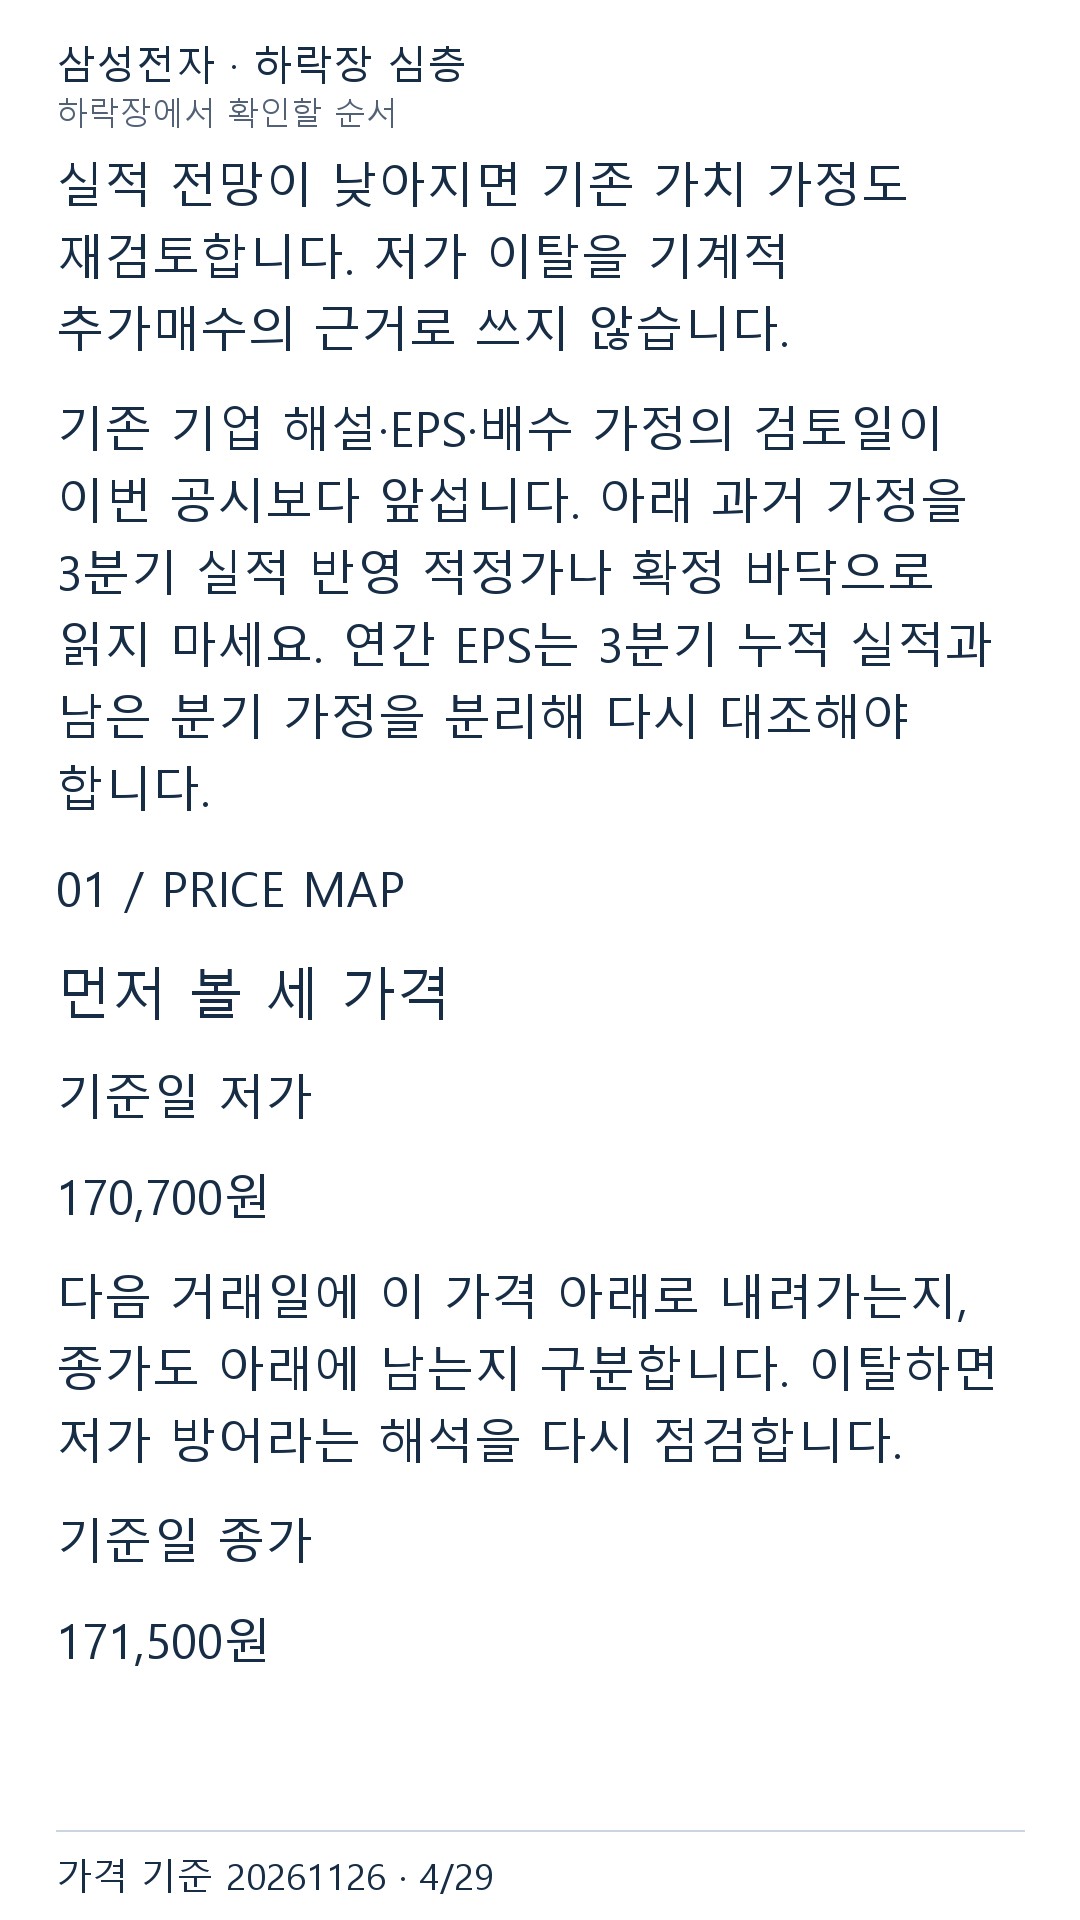 삼성전자 · 하락장 심층
하락장에서 확인할 순서
실적 전망이 낮아지면 기존 가치 가정도
재검토합니다. 저가 이탈을 기계적
추가매수의 근거로 쓰지 않습니다.
기존 기업 해설·EPS·배수 가정의 검토일이
이번 공시보다 앞섭니다. 아래 과거 가정을
3분기 실적 반영 적정가나 확정 바닥으로
읽지 마세요. 연간 EPS는 3분기 누적 실적과
남은 분기 가정을 분리해 다시 대조해야
합니다.
01 / PRICE MAP
먼저 볼 세 가격
기준일 저가
170,700원
다음 거래일에 이 가격 아래로 내려가는지,
종가도 아래에 남는지 구분합니다. 이탈하면
저가 방어라는 해석을 다시 점검합니다.
기준일 종가
171,500원
가격 기준 20261126 · 4/29